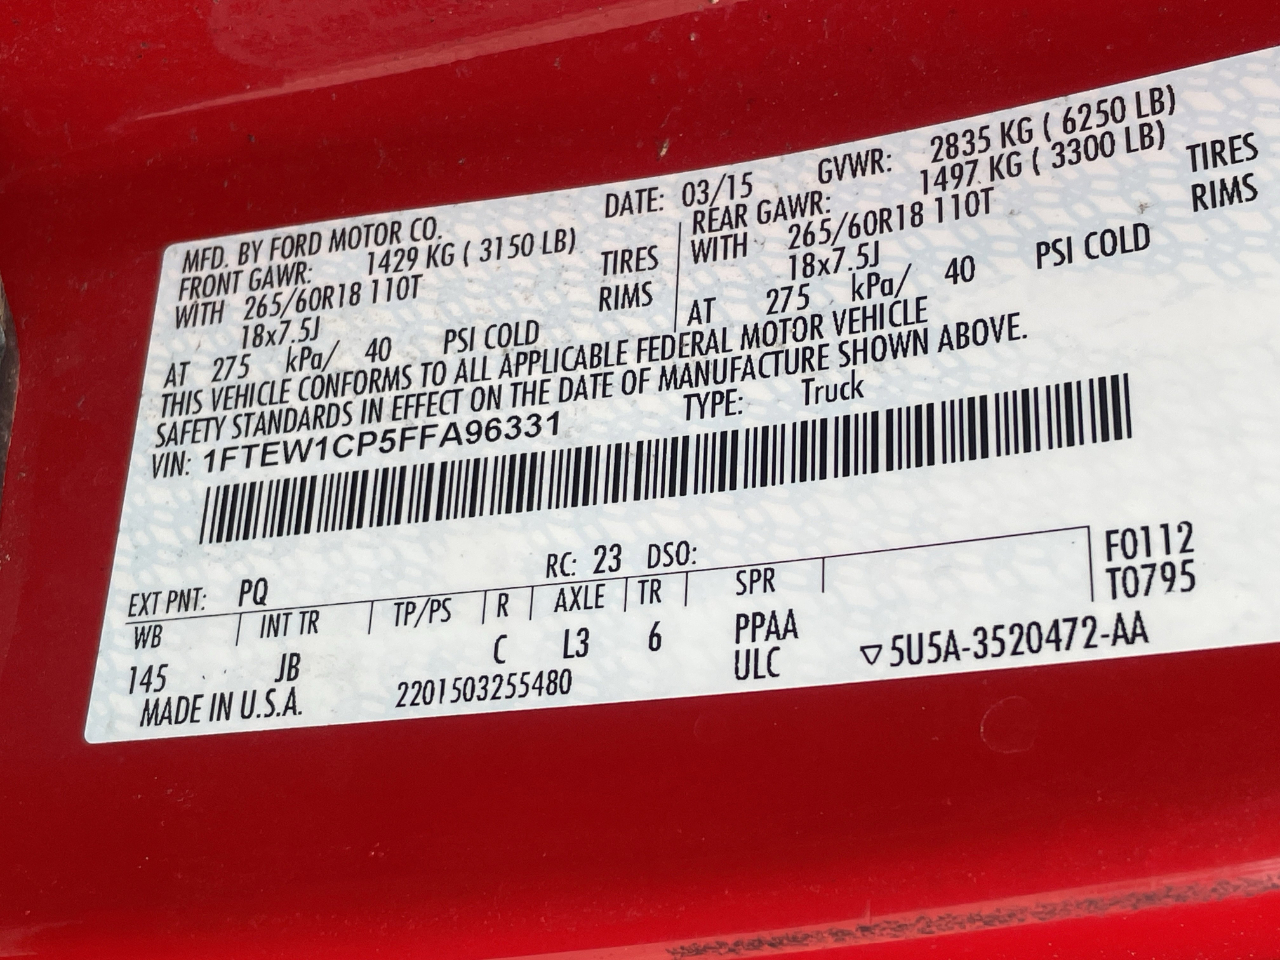 MFD. BY FORD MOTOR CO. DATE: 03/15 GVWR: 2835 KG ( 6250 LB)
FRONT GAWR: 1429 KG ( 3150 LB) REAR GAWR: 1497 KG ( 3300 LB)
WITH 265/60R18 110T TIRES WITH 265/60R18 110T TIRES
18x7.5J RIMS 18x7.5J RIMS
AT 275 kPa/ 40 PSI COLD AT 275 kPa/ 40 PSI COLD
THIS VEHICLE CONFORMS TO ALL APPLICABLE FEDERAL MOTOR VEHICLE
SAFETY STANDARDS IN EFFECT ON THE DATE OF MANUFACTURE SHOWN ABOVE.
VIN: 1FTEW1CP5FFA96331 TYPE: Truck
EXT PNT: PQ RC: 23 DSO: F0112
WB INT TR TP/PS R AXLE TR SPR T0795
145 JB C L3 6 PPAA
ULC ▽5U5A-3520472-AA
MADE IN U.S.A. 2201503255480